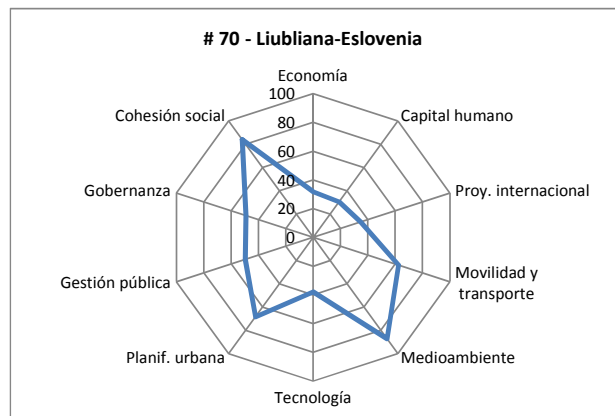 # 70 - Liubliana-Eslovenia
Economía
100
80
60
40
20
0
Capital humano
Proy. internacional
Movilidad y
transporte
Medioambiente
Tecnología
Planif. urbana
Gestión pública
Gobernanza
Cohesión social